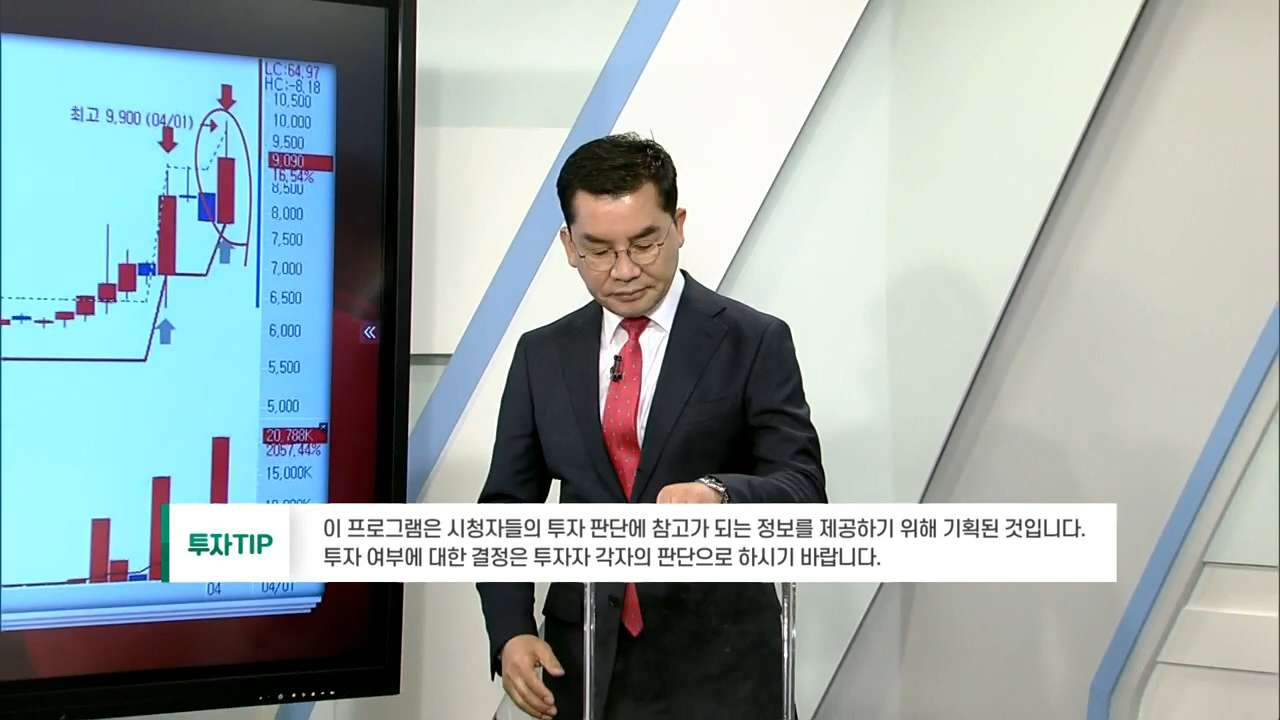 LC:64.97
HC:-8.18
10,500
최고 9,900 (04/01)
10,000
9,500
9,090
16.54%
8,500
8,000
7,500
7,000
6,500
6,000
5,500
5,000
20,788K
2057.44%
15,000K
투자TIP
이 프로그램은 시청자들의 투자 판단에 참고가 되는 정보를 제공하기 위해 기획된 것입니다.
투자 여부에 대한 결정은 투자자 각자의 판단으로 하시기 바랍니다.
04
04/01